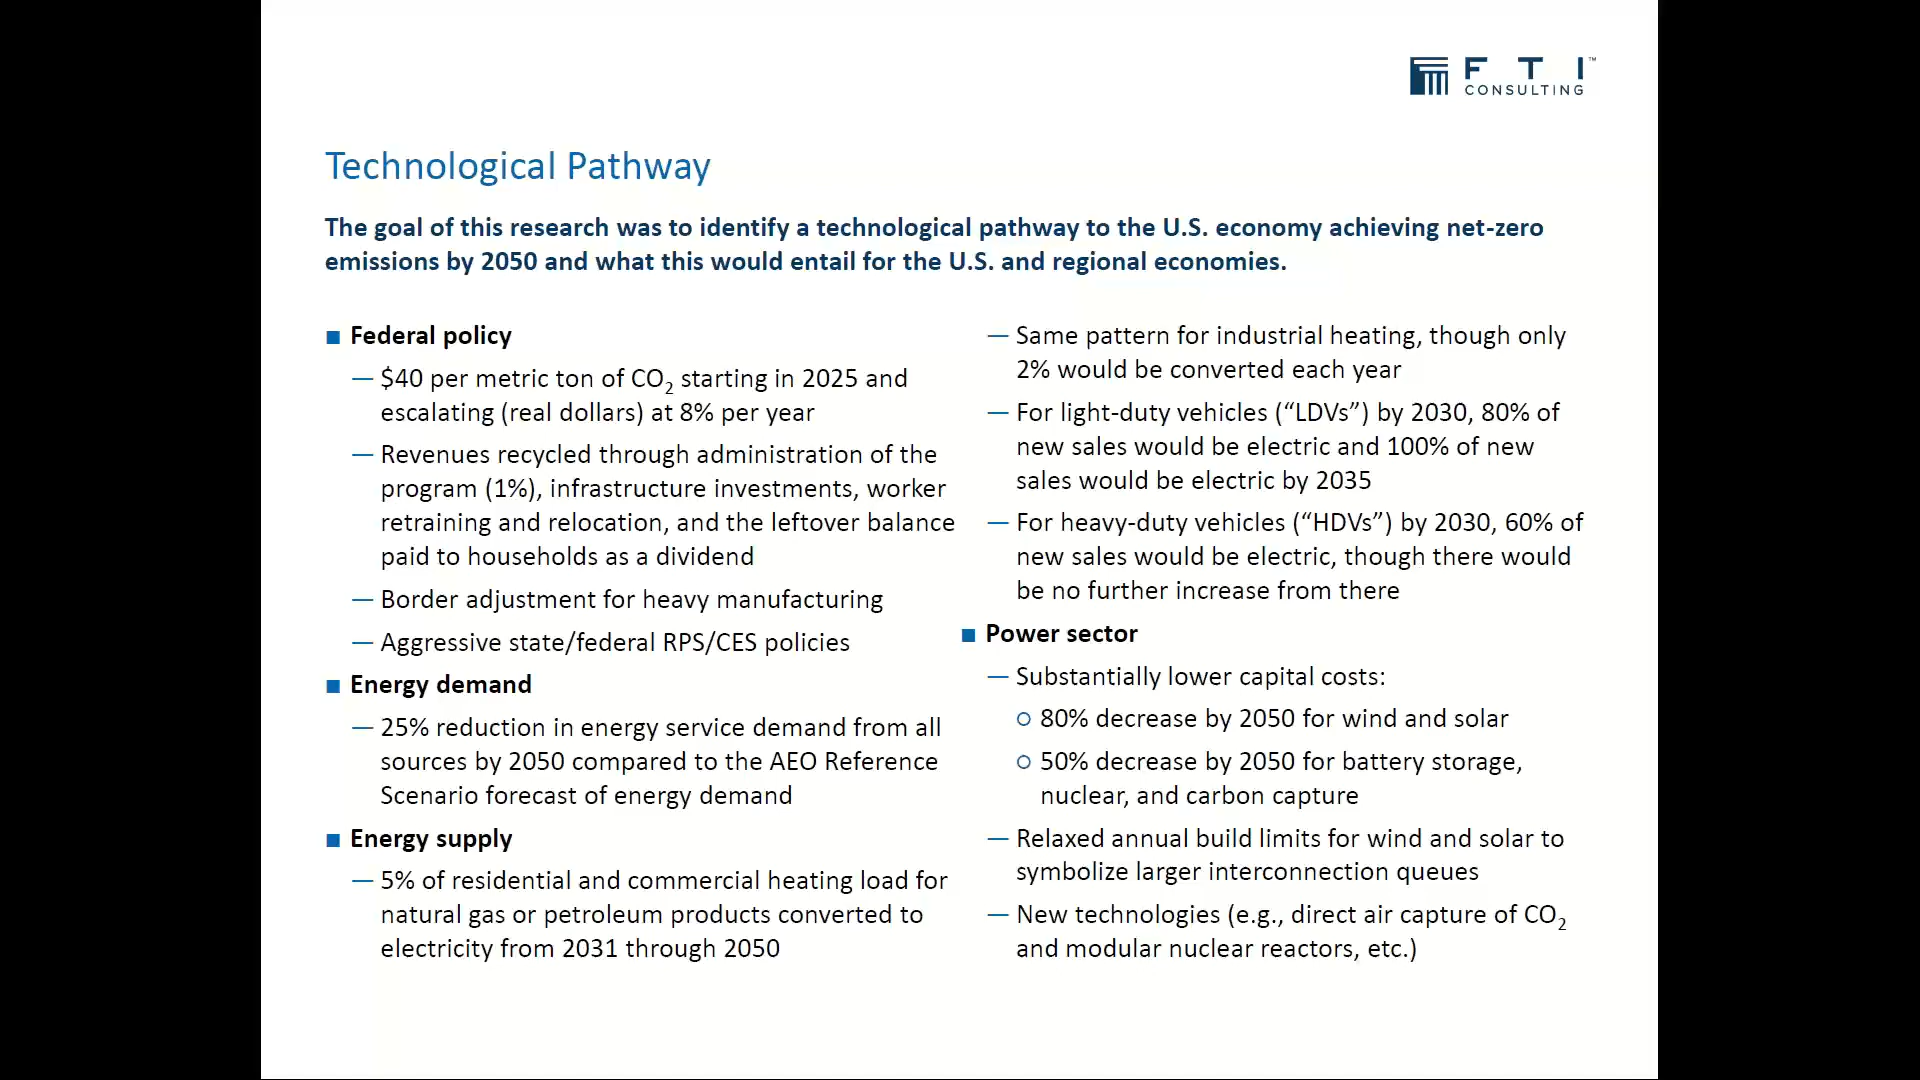 F T I™
CONSULTING
Technological Pathway
The goal of this research was to identify a technological pathway to the U.S. economy achieving net-zero
emissions by 2050 and what this would entail for the U.S. and regional economies.
■ Federal policy
— $40 per metric ton of CO₂ starting in 2025 and
escalating (real dollars) at 8% per year
— Revenues recycled through administration of the
program (1%), infrastructure investments, worker
retraining and relocation, and the leftover balance
paid to households as a dividend
— Border adjustment for heavy manufacturing
— Aggressive state/federal RPS/CES policies
■ Energy demand
— 25% reduction in energy service demand from all
sources by 2050 compared to the AEO Reference
Scenario forecast of energy demand
■ Energy supply
— 5% of residential and commercial heating load for
natural gas or petroleum products converted to
electricity from 2031 through 2050
— Same pattern for industrial heating, though only
2% would be converted each year
— For light-duty vehicles (“LDVs”) by 2030, 80% of
new sales would be electric and 100% of new
sales would be electric by 2035
— For heavy-duty vehicles (“HDVs”) by 2030, 60% of
new sales would be electric, though there would
be no further increase from there
■ Power sector
— Substantially lower capital costs:
○ 80% decrease by 2050 for wind and solar
○ 50% decrease by 2050 for battery storage,
nuclear, and carbon capture
— Relaxed annual build limits for wind and solar to
symbolize larger interconnection queues
— New technologies (e.g., direct air capture of CO₂
and modular nuclear reactors, etc.)